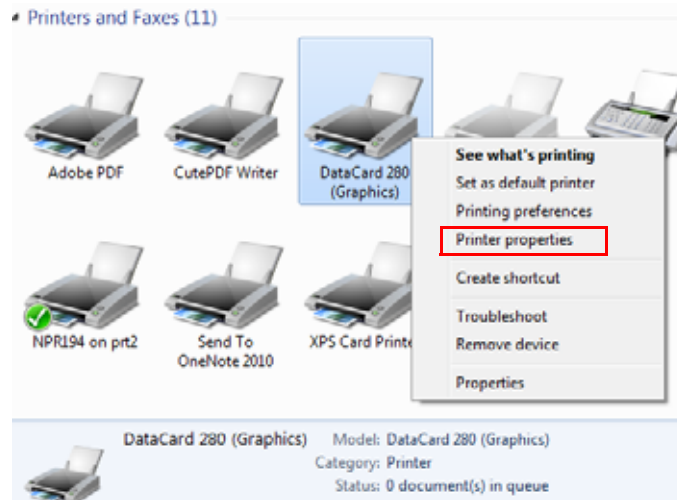 Printers and Faxes (11)
Adobe PDF
CutePDF Writer
DataCard 280
(Graphics)
See what's printing
Set as default printer
Printing preferences
Printer properties
Create shortcut
Troubleshoot
Remove device
Properties
NPR194 on prt2
Send To
OneNote 2010
XPS Card Printe
DataCard 280 (Graphics)
Model: DataCard 280 (Graphics)
Category: Printer
Status: 0 document(s) in queue